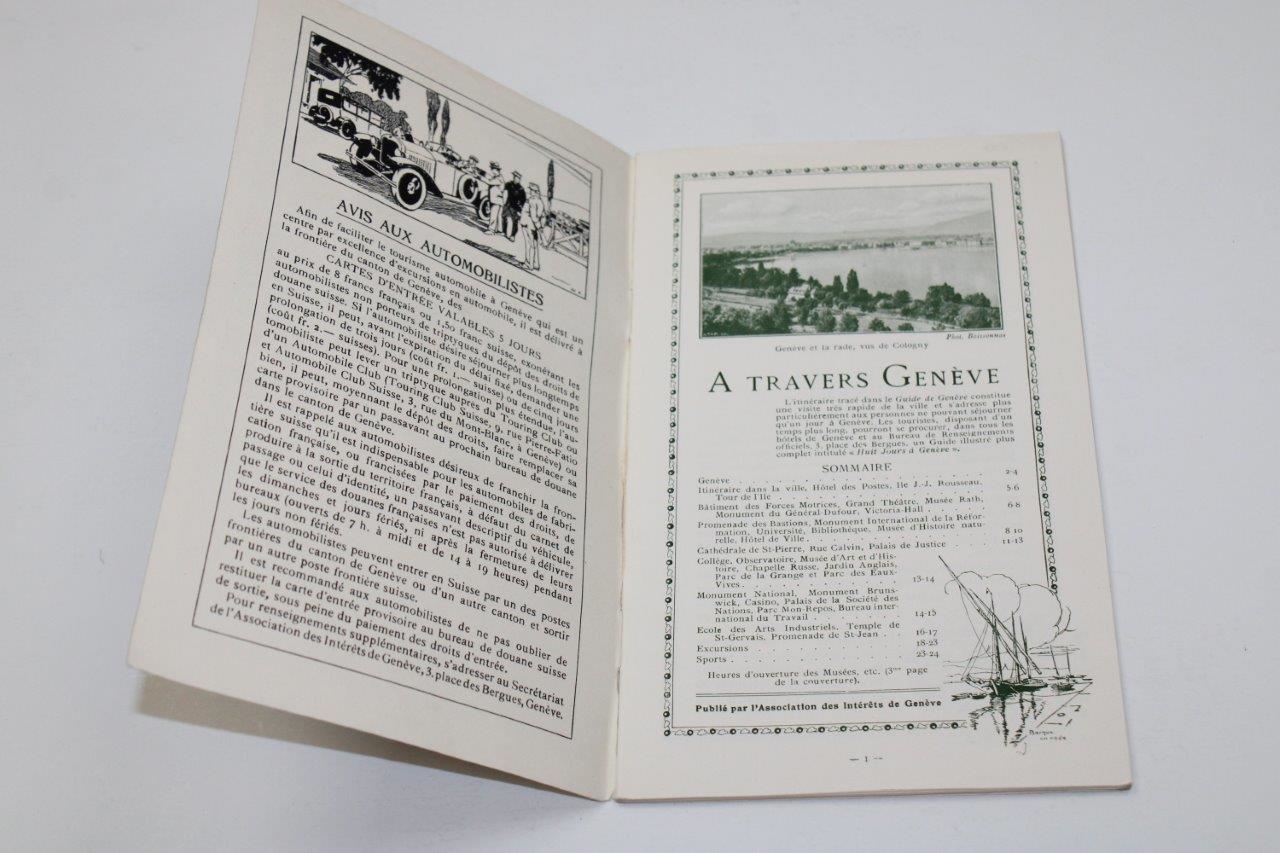 AVIS AUX AUTOMOBILISTES
Afin de faciliter le tourisme automobile à Genève qui est un
centre par excellence d'excursions en automobile, il est délivré à
la frontière du canton de Genève, des
CARTES D'ENTRÉE VALABLES 5 JOURS
au prix de 8 francs français ou 1,50 franc suisse, exonérant les
automobilistes non porteurs de triptyques du dépôt des droits de
douane suisse. Si l'automobiliste désire séjourner plus longtemps
en Suisse, il peut, avant l'expiration du délai fixé, demander une
prolongation de trois jours (coût fr. 1.— suisse) ou de cinq jours
(coût fr. 2.— suisses). Pour une prolongation plus étendue, l'au-
tomobiliste peut lever un triptyque auprès du Touring Club ou
d'un Automobile Club (Touring Club Suisse, 9, rue Pierre-Fatio
et Automobile Club Suisse, 3, rue du Mont-Blanc, à Genève) ou
bien, il peut, moyennant le dépôt des droits, faire remplacer sa
carte provisoire par un passavant au prochain bureau de douane
dans le canton de Genève.
Il est rappelé aux automobilistes désireux de franchir la fron-
tière suisse qu'il est indispensable pour les automobiles de fabri-
cation française, ou francisées par le paiement des droits, de
produire à la sortie du territoire français, à défaut du carnet de
passage ou celui d'identité, un passavant descriptif du véhicule,
que le service des douanes françaises n'est pas autorisé à délivrer
les dimanches et jours fériés, ni après la fermeture de leurs
bureaux (ouverts de 7 h. à midi et de 14 à 19 heures) pendant
les jours non fériés.
Les automobilistes peuvent entrer en Suisse par un des postes
frontières du canton de Genève ou d'un autre canton et sortir
par un autre poste frontière suisse.
Il est recommandé aux automobilistes de ne pas oublier de
restituer la carte d'entrée provisoire au bureau de douane suisse
de sortie, sous peine du paiement des droits d'entrée.
Pour renseignements supplémentaires, s'adresser au Secrétariat
de l'Association des Intérêts de Genève, 3, place des Bergues, Genève.
Phot. Boissonnas
Genève et la rade, vus de Cologny
A TRAVERS GENÈVE
L'itinéraire tracé dans le Guide de Genève constitue
une visite très rapide de la ville et s'adresse plus
particulièrement aux personnes ne pouvant séjourner
qu'un jour à Genève. Les touristes, disposant d'un
temps plus long, pourront se procurer, dans tous les
hôtels de Genève et au Bureau de Renseignements
officiels, 3, place des Bergues, un Guide illustré plus
complet intitulé « Huit Jours à Genève ».
SOMMAIRE
Genève . . . . . . . . . . 2-4
Itinéraire dans la ville, Hôtel des Postes, Ile J.-J. Rousseau,
Tour de l'Ile . . . . . . . . . . 5-6
Bâtiment des Forces Motrices, Grand Théâtre, Musée Rath,
Monument du Général Dufour, Victoria-Hall . . . . . 6-8
Promenade des Bastions, Monument International de la Réfor-
mation, Université, Bibliothèque, Musée d'Histoire natu-
relle, Hôtel de Ville . . . . . . . . . . 8-10
Cathédrale de St-Pierre, Rue Calvin, Palais de Justice . . . 11-13
Collège, Observatoire, Musée d'Art et d'His-
toire, Chapelle Russe, Jardin Anglais,
Parc de la Grange et Parc des Eaux-
Vives . . . . . . . . . . 13-14
Monument National, Monument Bruns-
wick, Casino, Palais de la Société des
Nations, Parc Mon-Repos, Bureau inter-
national du Travail . . . . . . 14-15
Ecole des Arts Industriels, Temple de
St-Gervais, Promenade de St-Jean . . 16-17
Excursions . . . . . . . . . . 18-23
Sports . . . . . . . . . . 23-24
Heures d'ouverture des Musées, etc. (3me page
de la couverture).
Publié par l'Association des Intérêts de Genève
Barque
en rade
— 1 —